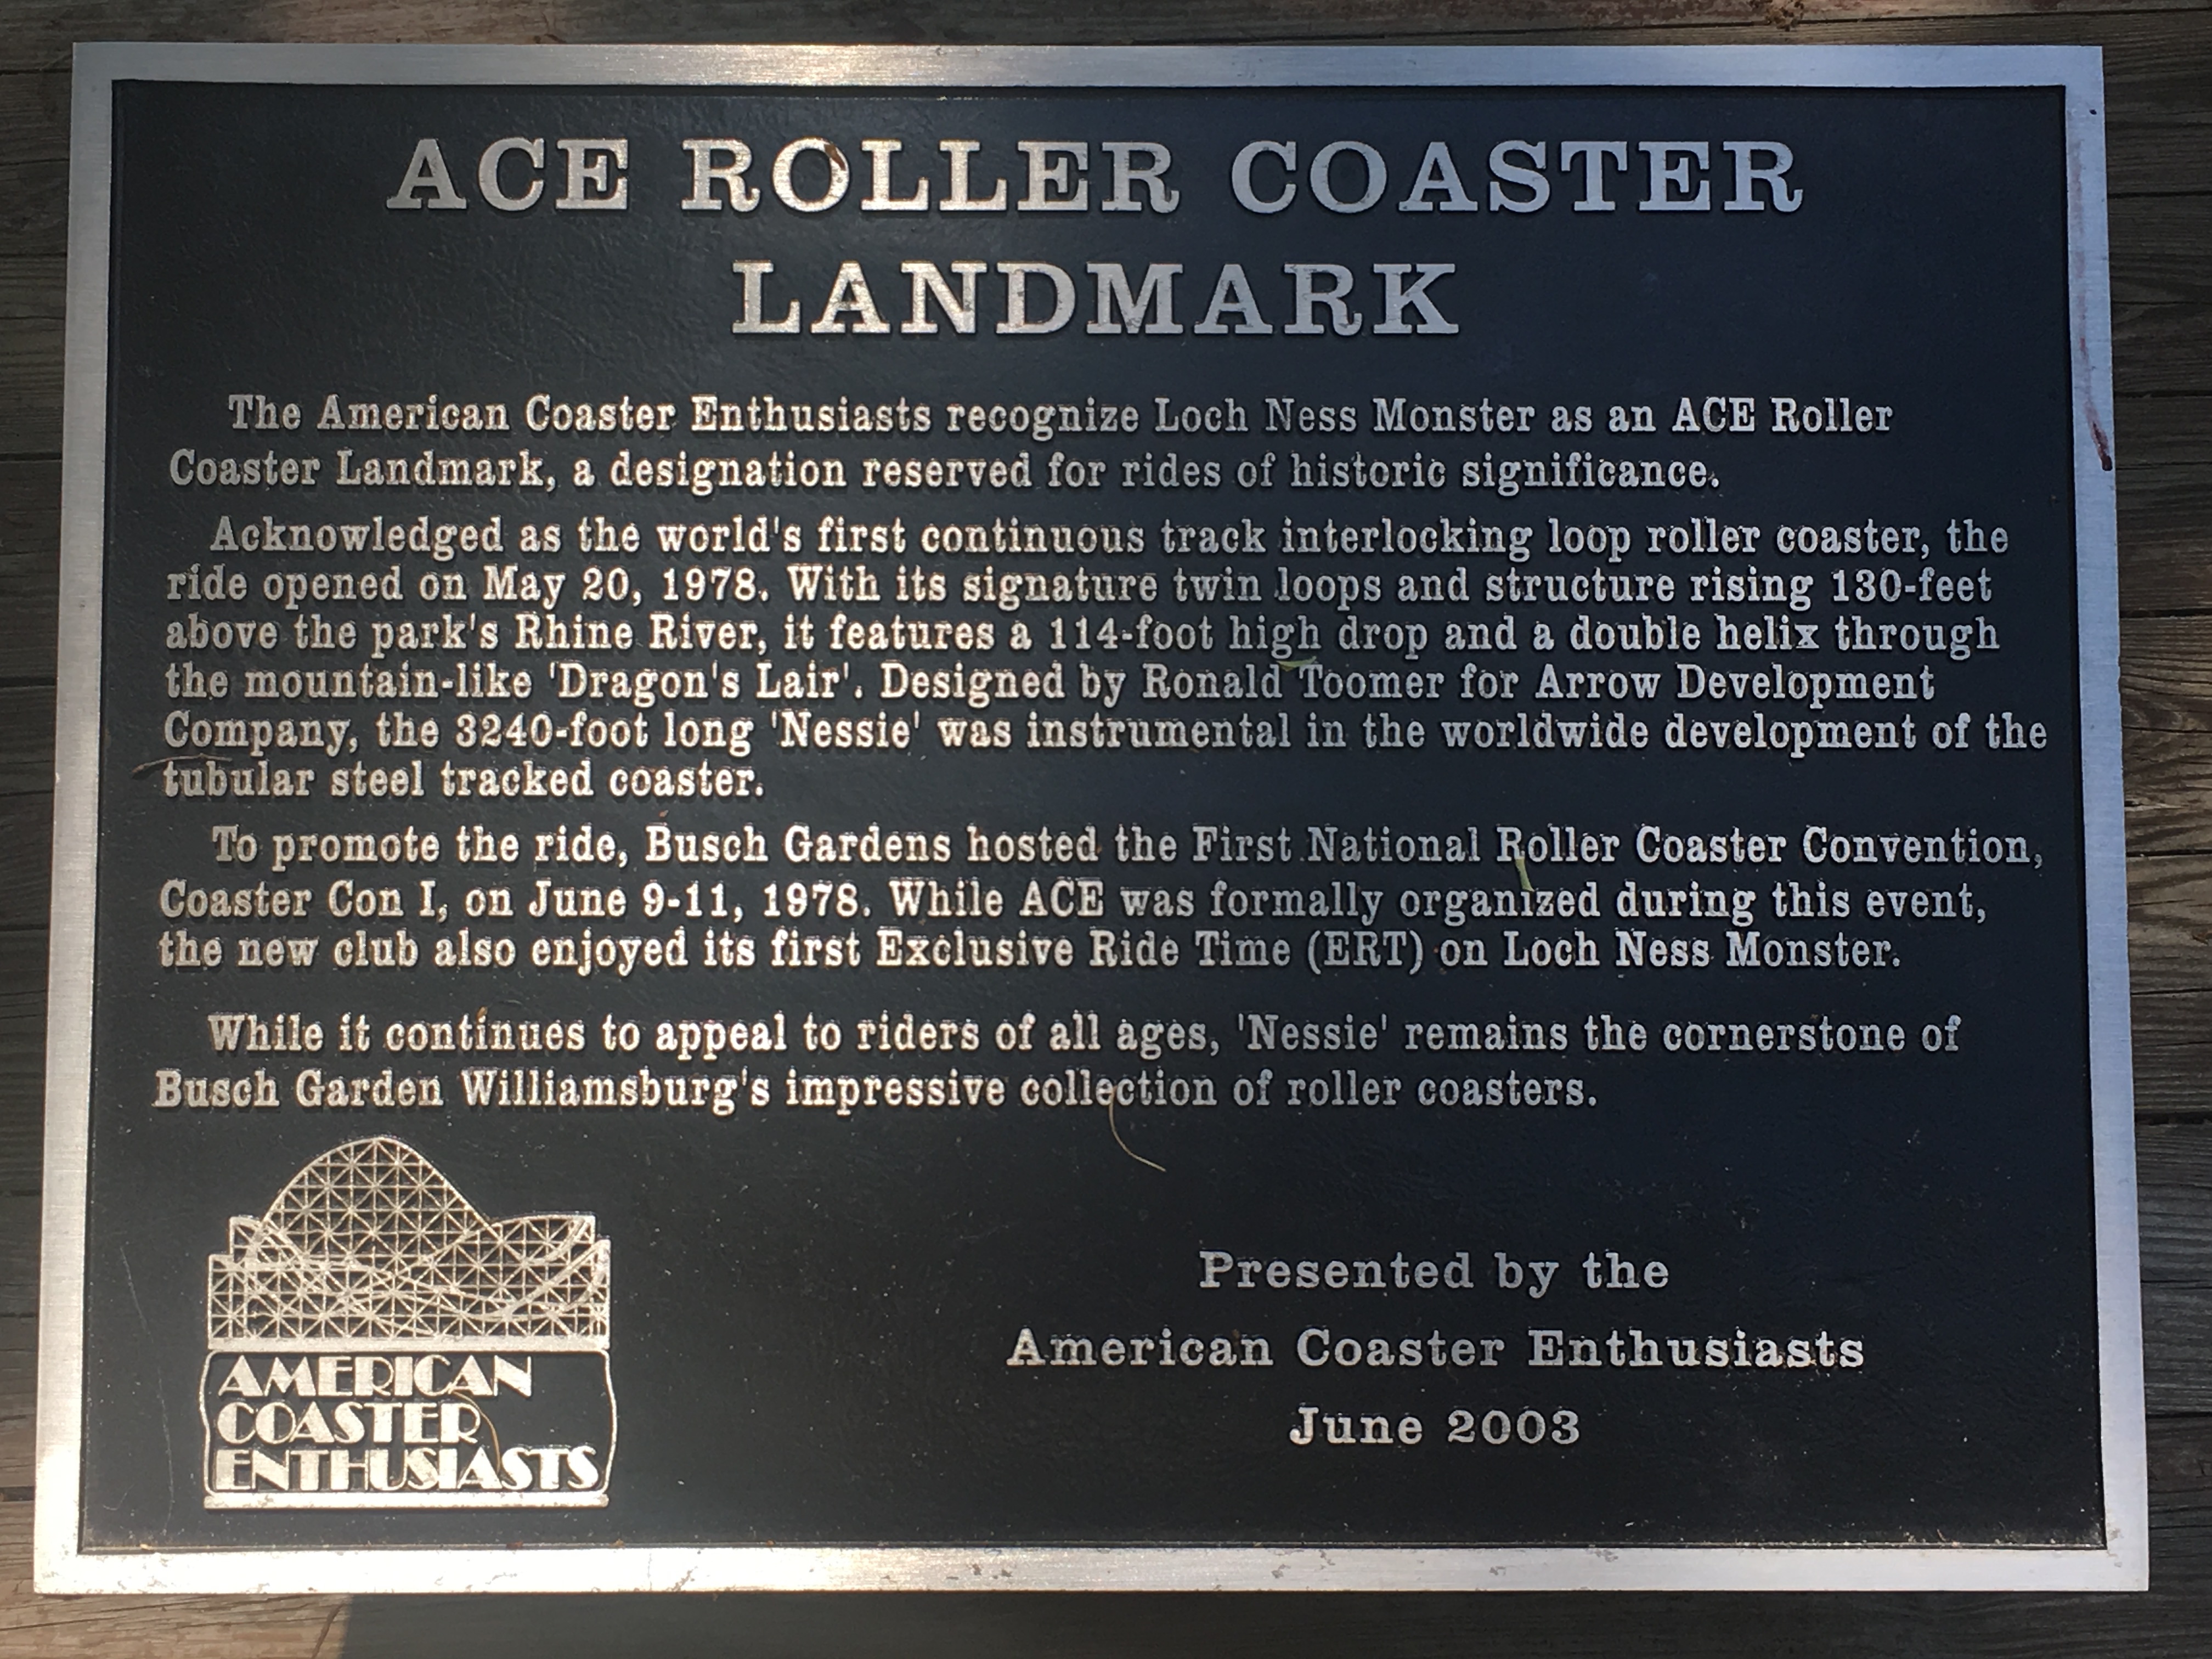 ACE ROLLER COASTER
LANDMARK
The American Coaster Enthusiasts recognize Loch Ness Monster as an ACE Roller
Coaster Landmark, a designation reserved for rides of historic significance.
Acknowledged as the world's first continuous track interlocking loop roller coaster, the
ride opened on May 20, 1978. With its signature twin loops and structure rising 130-feet
above the park's Rhine River, it features a 114-foot high drop and a double helix through
the mountain-like 'Dragon's Lair'. Designed by Ronald Toomer for Arrow Development
Company, the 3240-foot long 'Nessie' was instrumental in the worldwide development of the
tubular steel tracked coaster.
To promote the ride, Busch Gardens hosted the First National Roller Coaster Convention,
Coaster Con I, on June 9-11, 1978. While ACE was formally organized during this event,
the new club also enjoyed its first Exclusive Ride Time (ERT) on Loch Ness Monster.
While it continues to appeal to riders of all ages, 'Nessie' remains the cornerstone of
Busch Garden Williamsburg's impressive collection of roller coasters.
Presented by the
American Coaster Enthusiasts
June 2003
AMERICAN
COASTER
ENTHUSIASTS